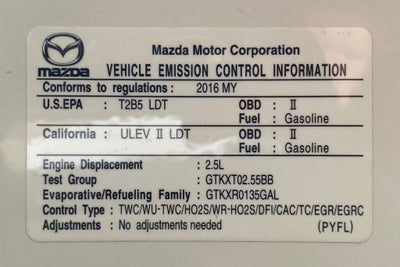 Mazda Motor Corporation
mazda VEHICLE EMISSION CONTROL INFORMATION
Conforms to regulations: 2016 MY
U.S.EPA : T2B5 LDT OBD : II
Fuel : Gasoline
California : ULEV II LDT OBD : II
Fuel : Gasoline
Engine Displacement : 2.5L
Test Group : GTKXT02.55BB
Evaporative/Refueling Family : GTKXR0135GAL
Control Type : TWC/WU-TWC/HO2S/WR-HO2S/DFI/CAC/TC/EGR/EGRC
Adjustments : No adjustments needed (PYFL)